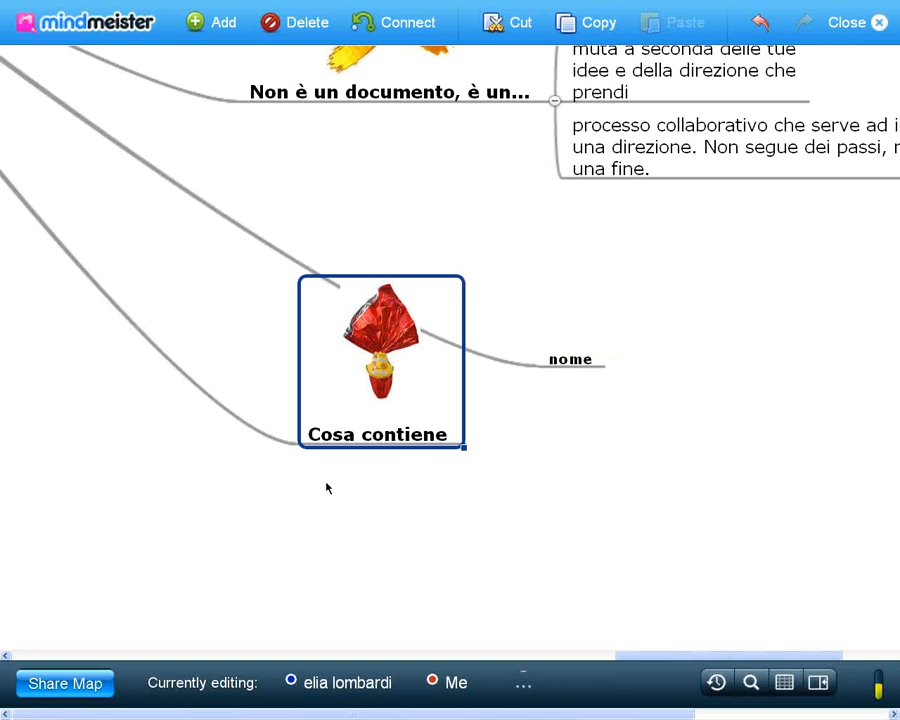 mindmeister Add Delete Connect Cut Copy Paste Close
muta a seconda delle tue
idee e della direzione che
prendi
Non è un documento, è un...
processo collaborativo che serve ad i
una direzione. Non segue dei passi,
una fine.
nome
Cosa contiene
Share Map Currently editing: elia lombardi Me ...